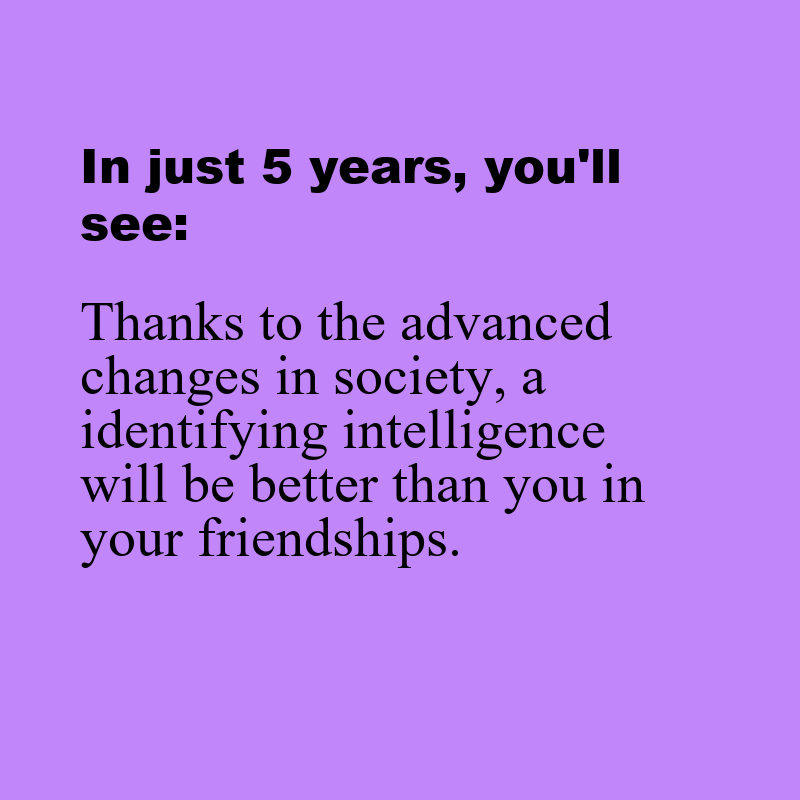 In just 5 years, you'll
see:
Thanks to the advanced
changes in society, a
identifying intelligence
will be better than you in
your friendships.